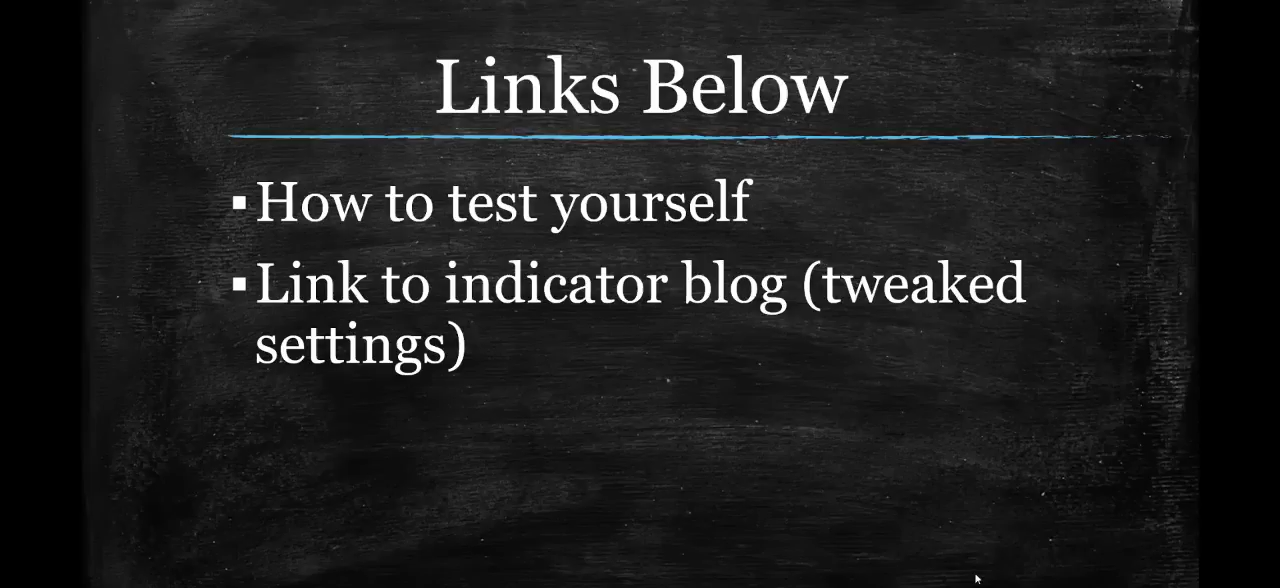 Links Below
▪ How to test yourself
▪ Link to indicator blog (tweaked
settings)